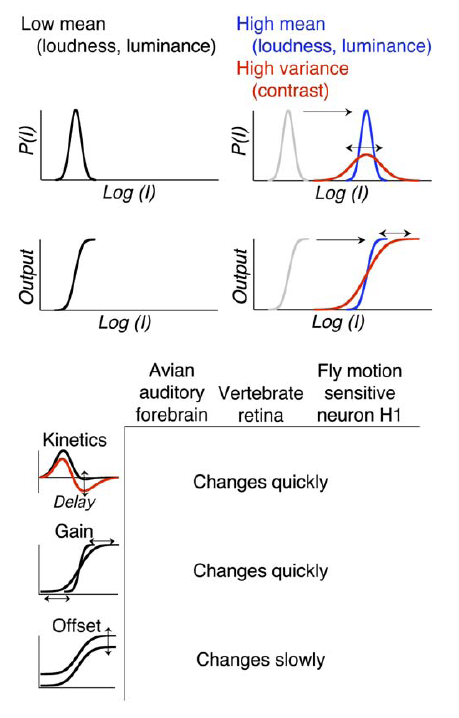 Low mean
(loudness, luminance)
High mean
(loudness, luminance)
High variance
(contrast)
P(I)
Log (I)
P(I)
Log (I)
Output
Log (I)
Output
Log (I)
Avian
auditory
forebrain
Vertebrate
retina
Fly motion
sensitive
neuron H1
Kinetics
Delay
Changes quickly
Gain
Changes quickly
Offset
Changes slowly